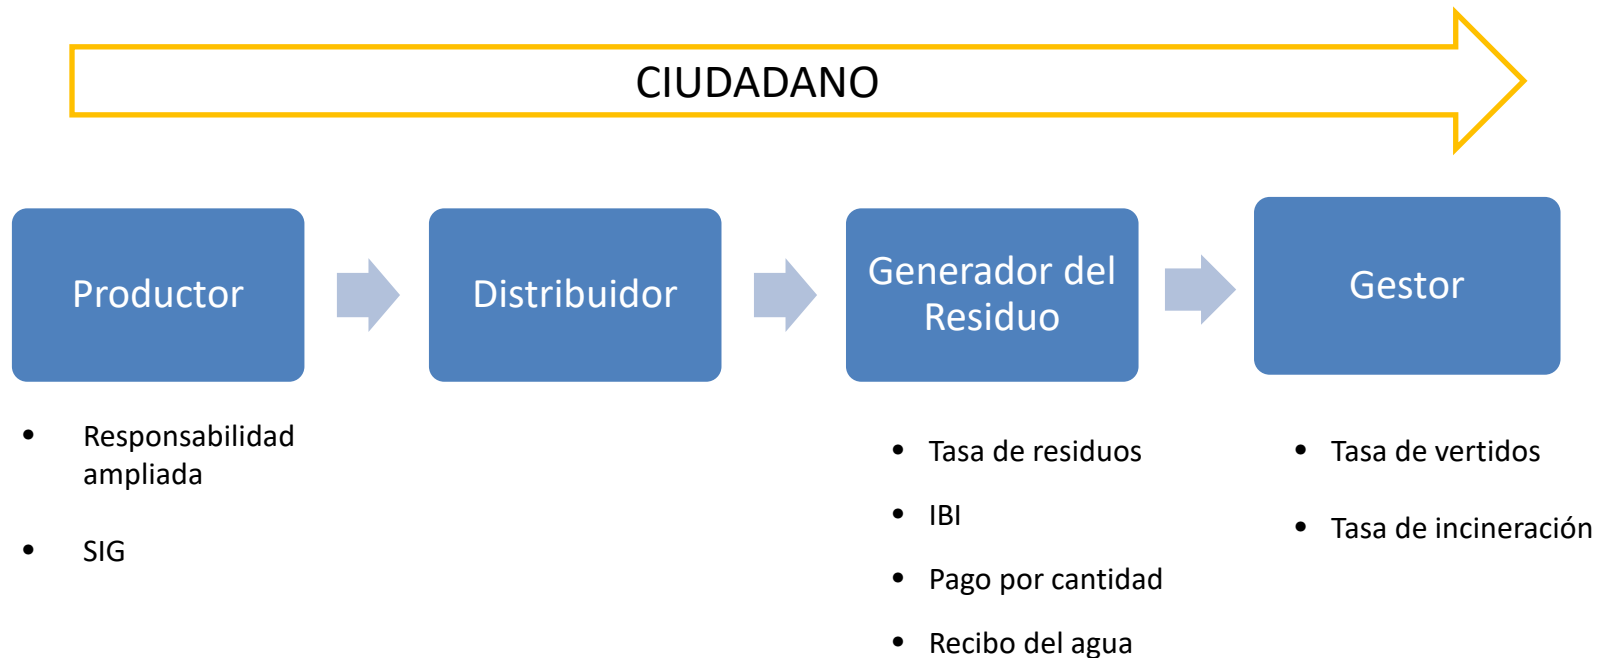 CIUDADANO
Productor
Distribuidor
Generador del
Residuo
Gestor
• Responsabilidad
ampliada
• SIG
• Tasa de residuos
• IBI
• Pago por cantidad
• Recibo del agua
• Tasa de vertidos
• Tasa de incineración